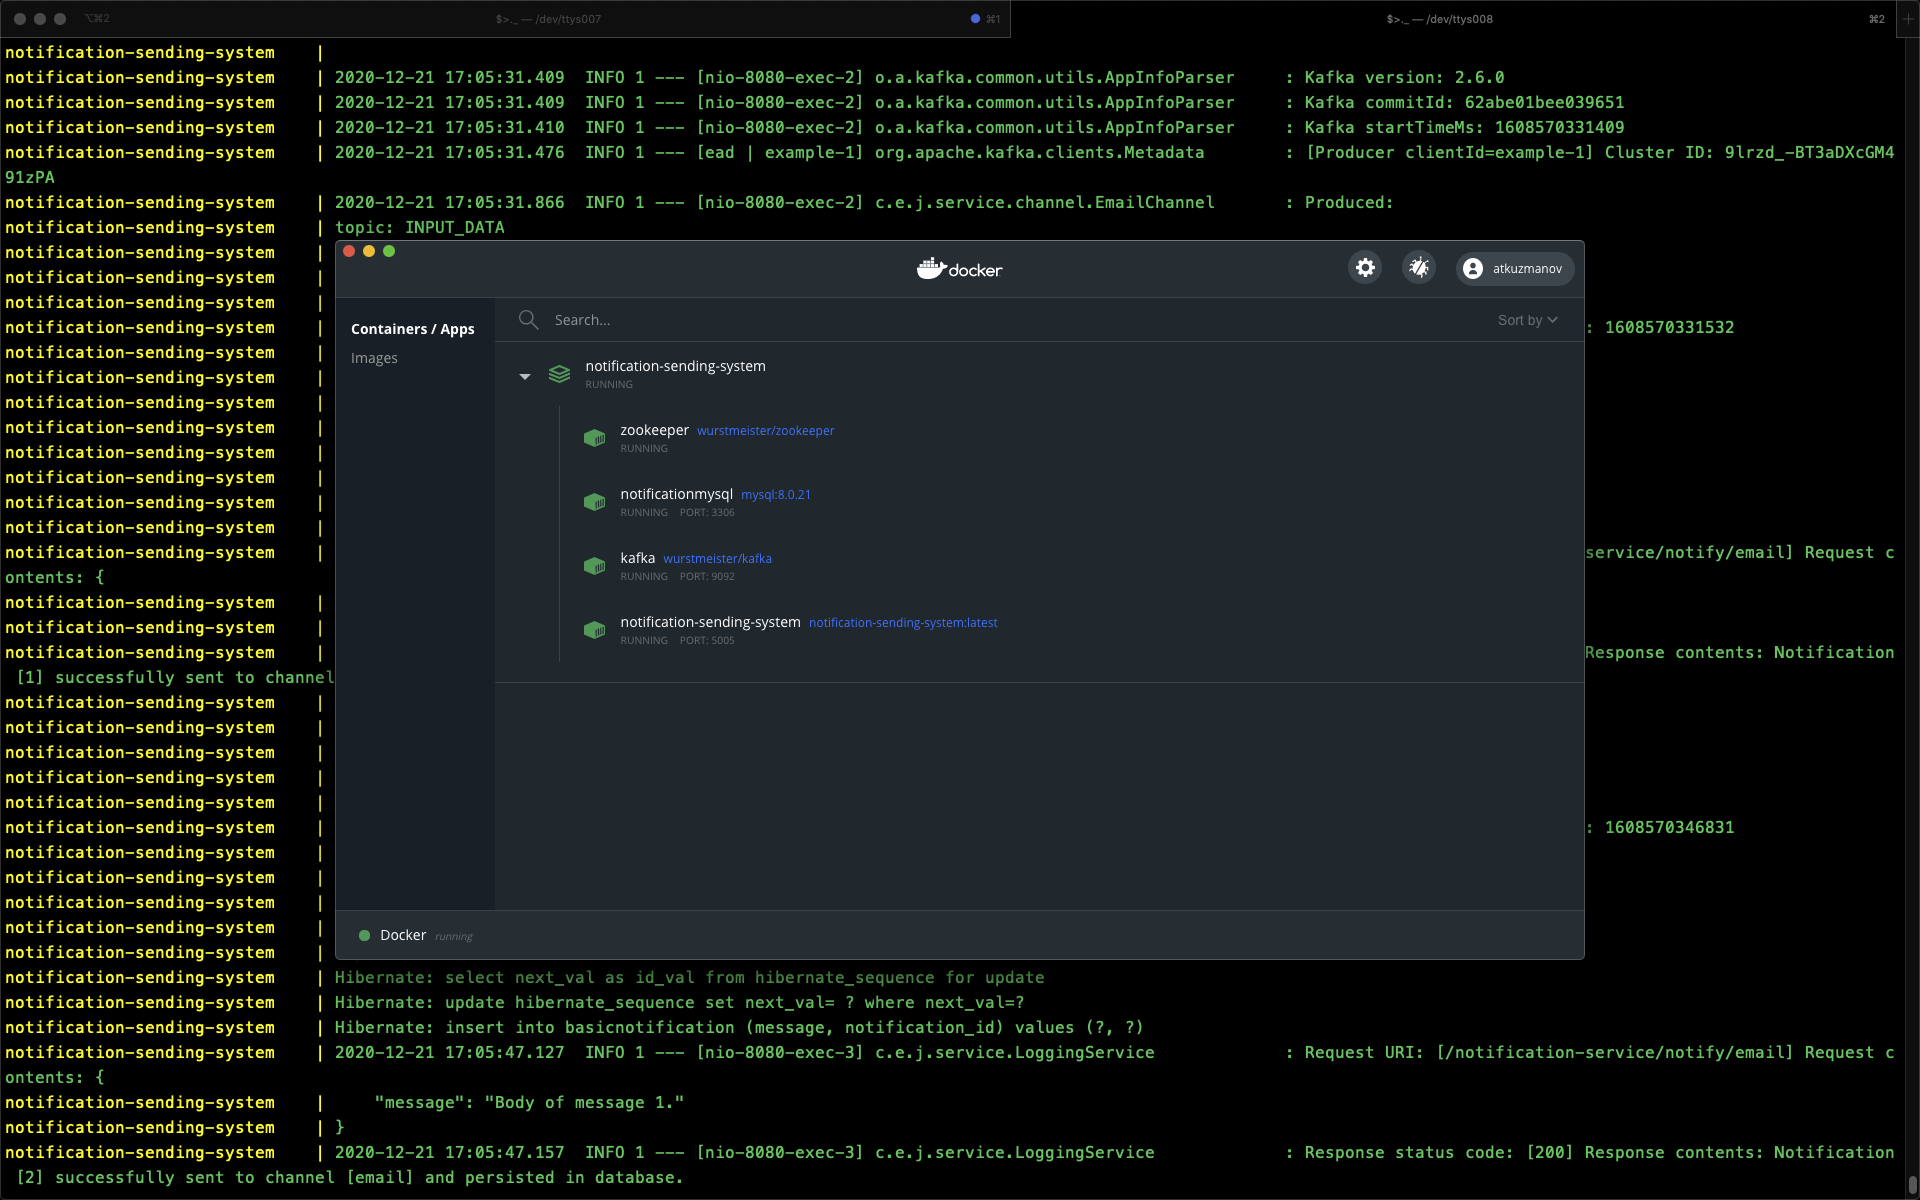 ⌥⌘2 $>._ — /dev/ttys007 ⌘1 $>._ — /dev/ttys008 ⌘2
notification-sending-system |
notification-sending-system | 2020-12-21 17:05:31.409 INFO 1 --- [nio-8080-exec-2] o.a.kafka.common.utils.AppInfoParser : Kafka version: 2.6.0
notification-sending-system | 2020-12-21 17:05:31.409 INFO 1 --- [nio-8080-exec-2] o.a.kafka.common.utils.AppInfoParser : Kafka commitId: 62abe01bee039651
notification-sending-system | 2020-12-21 17:05:31.410 INFO 1 --- [nio-8080-exec-2] o.a.kafka.common.utils.AppInfoParser : Kafka startTimeMs: 1608570331409
notification-sending-system | 2020-12-21 17:05:31.476 INFO 1 --- [ead | example-1] org.apache.kafka.clients.Metadata : [Producer clientId=example-1] Cluster ID: 9lrzd_-BT3aDXcGM4
91zPA
notification-sending-system | 2020-12-21 17:05:31.866 INFO 1 --- [nio-8080-exec-2] c.e.j.service.channel.EmailChannel : Produced:
notification-sending-system | topic: INPUT_DATA
notification-sending-system |
notification-sending-system |
notification-sending-system |
notification-sending-system | : 1608570331532
notification-sending-system |
notification-sending-system |
notification-sending-system |
notification-sending-system |
notification-sending-system |
notification-sending-system |
notification-sending-system |
notification-sending-system |
notification-sending-system | service/notify/email] Request c
ontents: {
notification-sending-system |
notification-sending-system |
notification-sending-system | Response contents: Notification
[1] successfully sent to channel
notification-sending-system |
notification-sending-system |
notification-sending-system |
notification-sending-system |
notification-sending-system |
notification-sending-system | : 1608570346831
notification-sending-system |
notification-sending-system |
notification-sending-system |
notification-sending-system |
notification-sending-system |
notification-sending-system | Hibernate: select next_val as id_val from hibernate_sequence for update
notification-sending-system | Hibernate: update hibernate_sequence set next_val= ? where next_val=?
notification-sending-system | Hibernate: insert into basicnotification (message, notification_id) values (?, ?)
notification-sending-system | 2020-12-21 17:05:47.127 INFO 1 --- [nio-8080-exec-3] c.e.j.service.LoggingService : Request URI: [/notification-service/notify/email] Request c
ontents: {
notification-sending-system | "message": "Body of message 1."
notification-sending-system | }
notification-sending-system | 2020-12-21 17:05:47.157 INFO 1 --- [nio-8080-exec-3] c.e.j.service.LoggingService : Response status code: [200] Response contents: Notification
[2] successfully sent to channel [email] and persisted in database.
docker
atkuzmanov
Containers / Apps
Images
Search...
Sort by
notification-sending-system
RUNNING
zookeeper wurstmeister/zookeeper
RUNNING
notificationmysql mysql:8.0.21
RUNNING PORT: 3306
kafka wurstmeister/kafka
RUNNING PORT: 9092
notification-sending-system notification-sending-system:latest
RUNNING PORT: 5005
Docker running